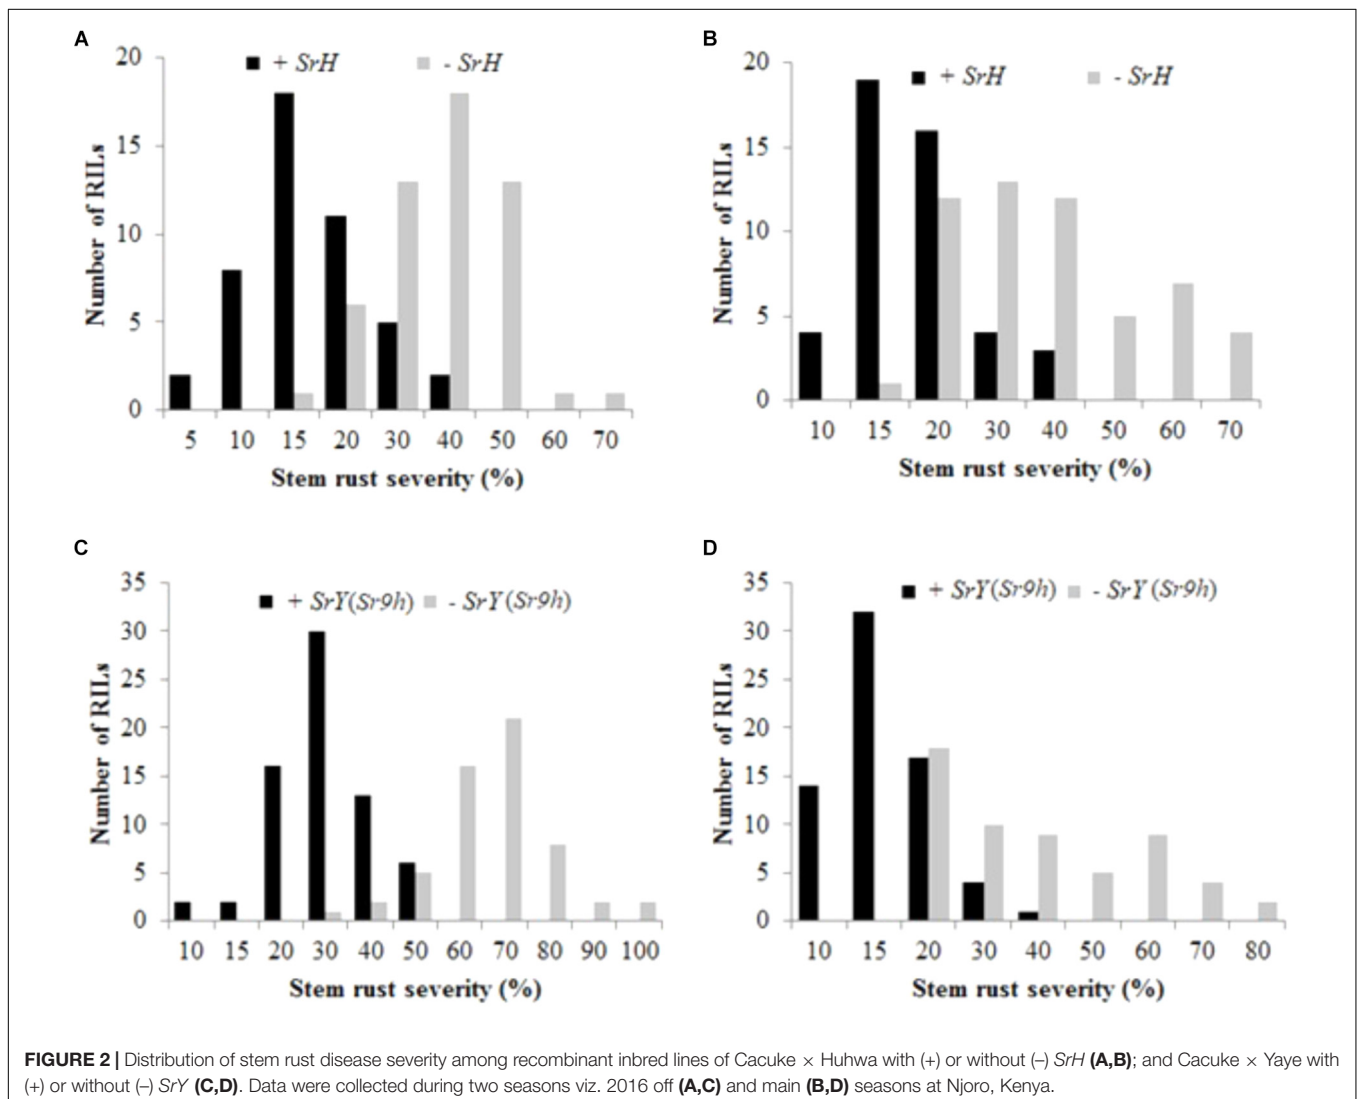 A
B
20
15
10
5
0
Number of RILs
+ SrH
- SrH
5 10 15 20 30 40 50 60 70
Stem rust severity (%)
20
15
10
5
0
Number of RILs
+ SrH
- SrH
10 15 20 30 40 50 60 70
Stem rust severity (%)
C
D
35
30
25
20
15
10
5
0
Number of RILs
+ SrY(Sr9h)
- SrY(Sr9h)
10 15 20 30 40 50 60 70 80 90 100
Stem rust severity (%)
35
30
25
20
15
10
5
0
Number of RILs
+ SrY(Sr9h)
- SrY(Sr9h)
10 15 20 30 40 50 60 70 80
Stem rust severity (%)
FIGURE 2 | Distribution of stem rust disease severity among recombinant inbred lines of Cacuke × Huhwa with (+) or without (–) SrH (A,B); and Cacuke × Yaye with
(+) or without (–) SrY (C,D). Data were collected during two seasons viz. 2016 off (A,C) and main (B,D) seasons at Njoro, Kenya.